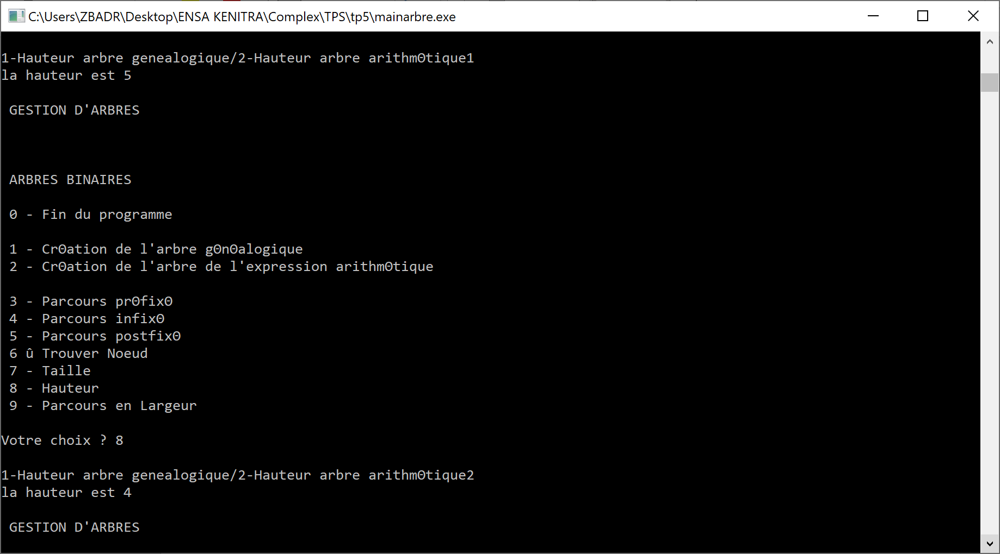 C:\Users\ZBADR\Desktop\ENSA KENITRA\Complex\TPS\tp5\mainarbre.exe
1-Hauteur arbre genealogique/2-Hauteur arbre arithmΘtique1
la hauteur est 5
GESTION D'ARBRES
ARBRES BINAIRES
0 - Fin du programme
1 - CrΘation de l'arbre gΘnΘalogique
2 - CrΘation de l'arbre de l'expression arithmΘtique
3 - Parcours prΘfixΘ
4 - Parcours infixΘ
5 - Parcours postfixΘ
6 û Trouver Noeud
7 - Taille
8 - Hauteur
9 - Parcours en Largeur
Votre choix ? 8
1-Hauteur arbre genealogique/2-Hauteur arbre arithmΘtique2
la hauteur est 4
GESTION D'ARBRES